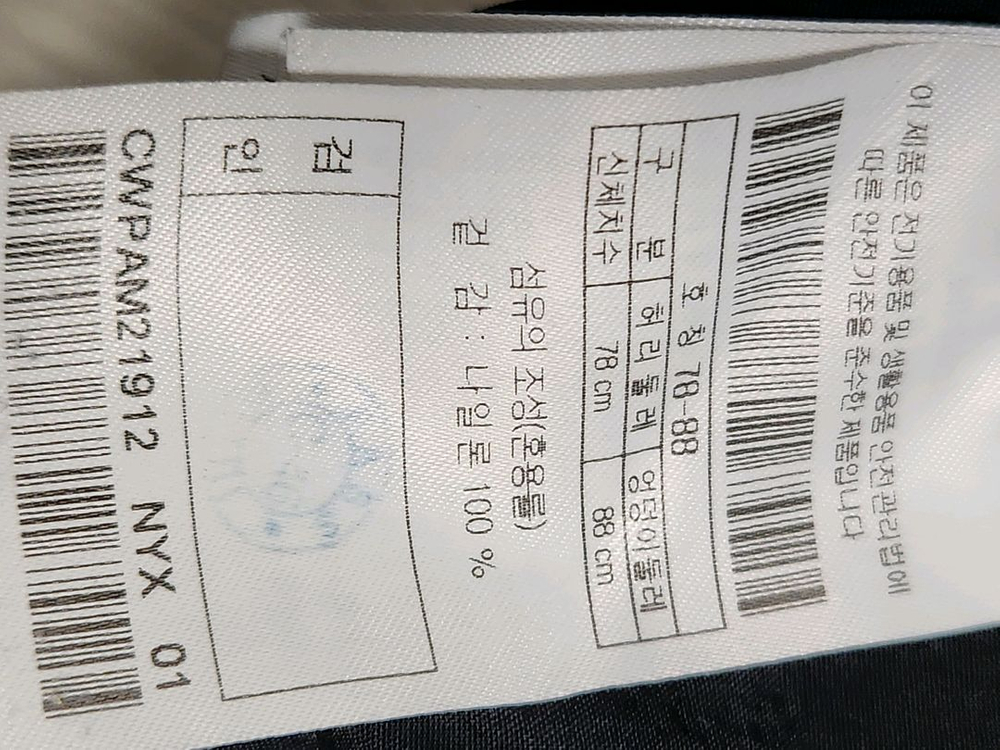 이 제품은 전기용품 및 생활용품 안전관리법에
따른 안전기준을 준수한 제품입니다
호 칭 78-88
구 분 허리둘레 엉덩이둘레
신체치수 78 cm 88 cm
섬유의 조성(혼용률)
겉 감 : 나일론 100 %
검
인
CWPAM21912 NYX 01